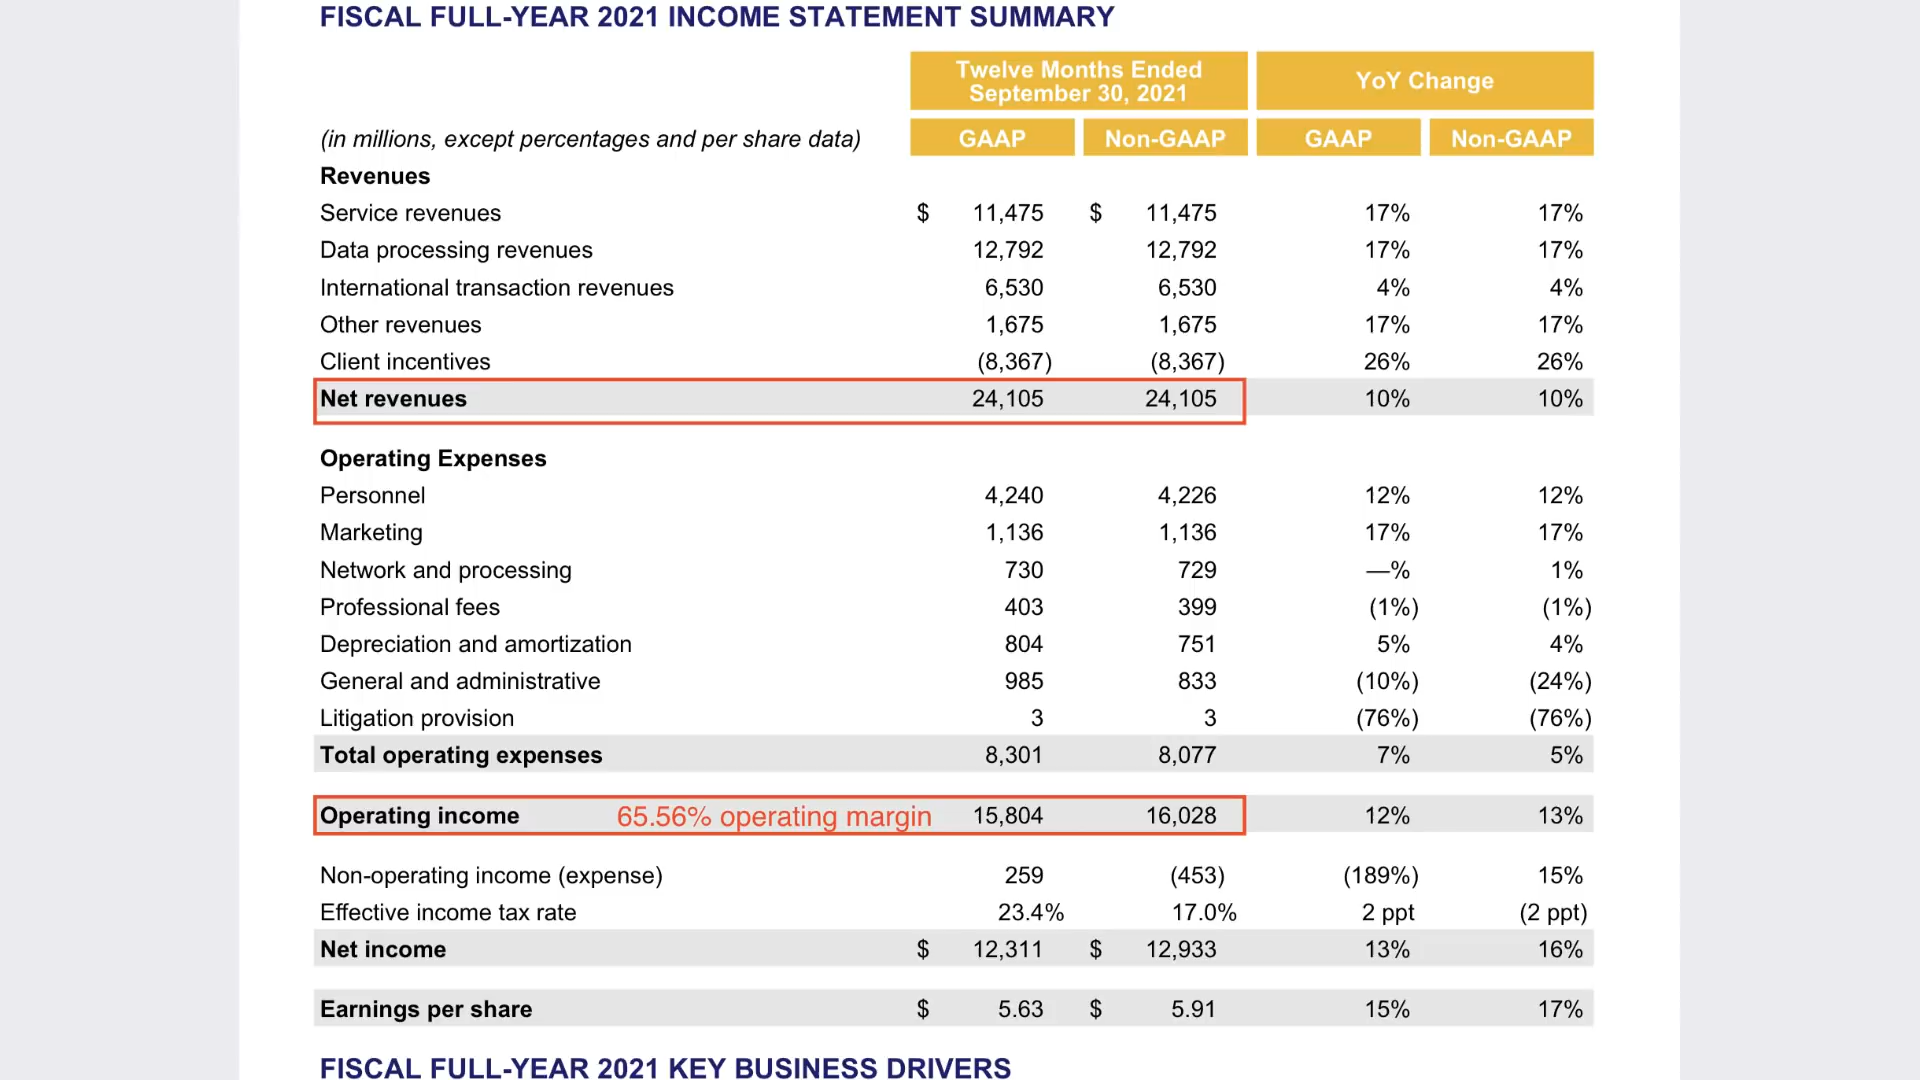 FISCAL FULL-YEAR 2021 INCOME STATEMENT SUMMARY
Twelve Months Ended
September 30, 2021
YoY Change
(in millions, except percentages and per share data) GAAP Non-GAAP GAAP Non-GAAP
Revenues
Service revenues $ 11,475 $ 11,475 17% 17%
Data processing revenues 12,792 12,792 17% 17%
International transaction revenues 6,530 6,530 4% 4%
Other revenues 1,675 1,675 17% 17%
Client incentives (8,367) (8,367) 26% 26%
Net revenues 24,105 24,105 10% 10%
Operating Expenses
Personnel 4,240 4,226 12% 12%
Marketing 1,136 1,136 17% 17%
Network and processing 730 729 —% 1%
Professional fees 403 399 (1%) (1%)
Depreciation and amortization 804 751 5% 4%
General and administrative 985 833 (10%) (24%)
Litigation provision 3 3 (76%) (76%)
Total operating expenses 8,301 8,077 7% 5%
Operating income 65.56% operating margin 15,804 16,028 12% 13%
Non-operating income (expense) 259 (453) (189%) 15%
Effective income tax rate 23.4% 17.0% 2 ppt (2 ppt)
Net income $ 12,311 $ 12,933 13% 16%
Earnings per share $ 5.63 $ 5.91 15% 17%
FISCAL FULL-YEAR 2021 KEY BUSINESS DRIVERS